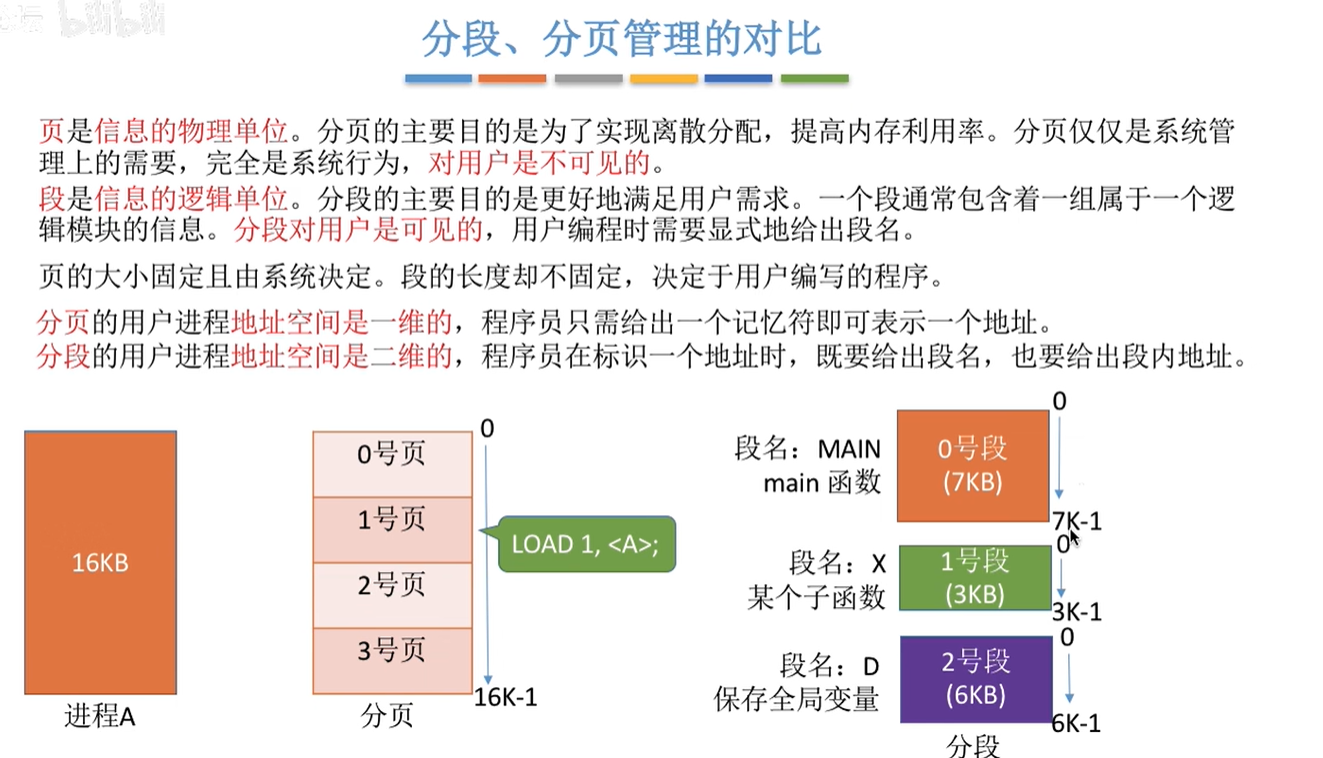 坛 bilibili
分段、分页管理的对比
页是信息的物理单位。分页的主要目的是为了实现离散分配，提高内存利用率。分页仅仅是系统管
理上的需要，完全是系统行为，对用户是不可见的。
段是信息的逻辑单位。分段的主要目的是更好地满足用户需求。一个段通常包含着一组属于一个逻
辑模块的信息。分段对用户是可见的，用户编程时需要显式地给出段名。
页的大小固定且由系统决定。段的长度却不固定，决定于用户编写的程序。
分页的用户进程地址空间是一维的，程序员只需给出一个记忆符即可表示一个地址。
分段的用户进程地址空间是二维的，程序员在标识一个地址时，既要给出段名，也要给出段内地址。
16KB
进程A
0
0号页
1号页
2号页
3号页
16K-1
分页
LOAD 1, <A>;
段名：MAIN
main 函数
0号段
(7KB)
0
7K-1
段名：X
某个子函数
1号段
(3KB)
0
3K-1
段名：D
保存全局变量
2号段
(6KB)
0
6K-1
分段